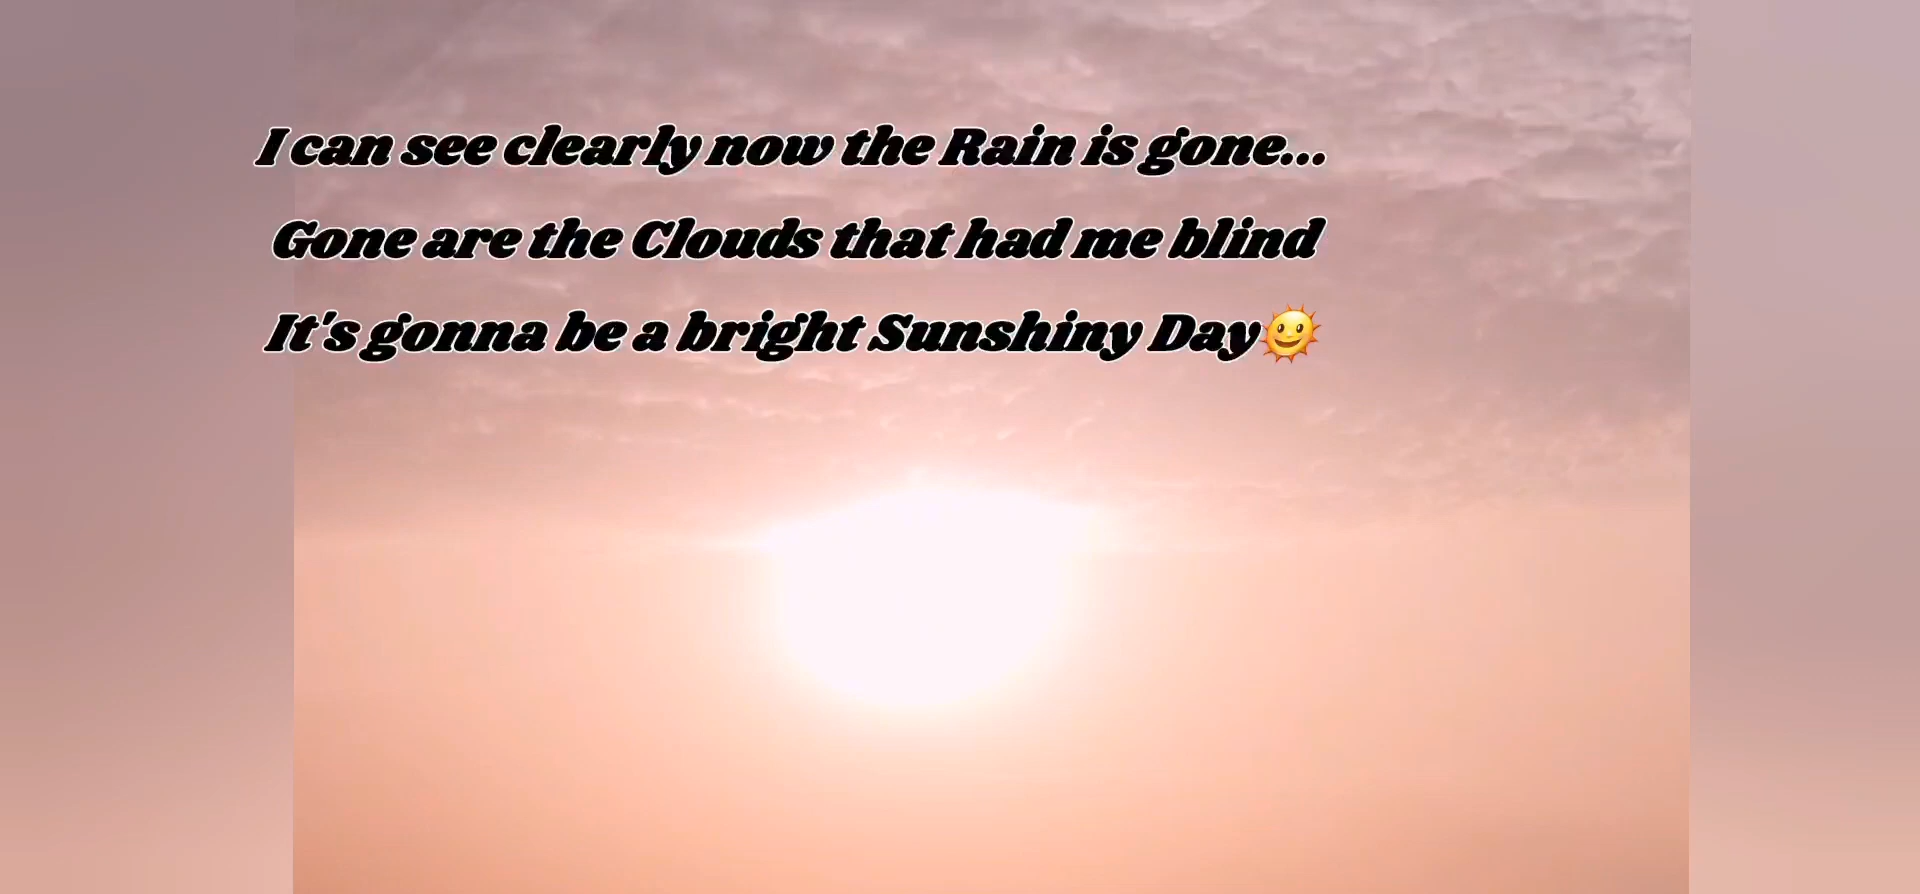 I can see clearly now the Rain is gone...
Gone are the Clouds that had me blind
It's gonna be a bright Sunshiny Day🌞